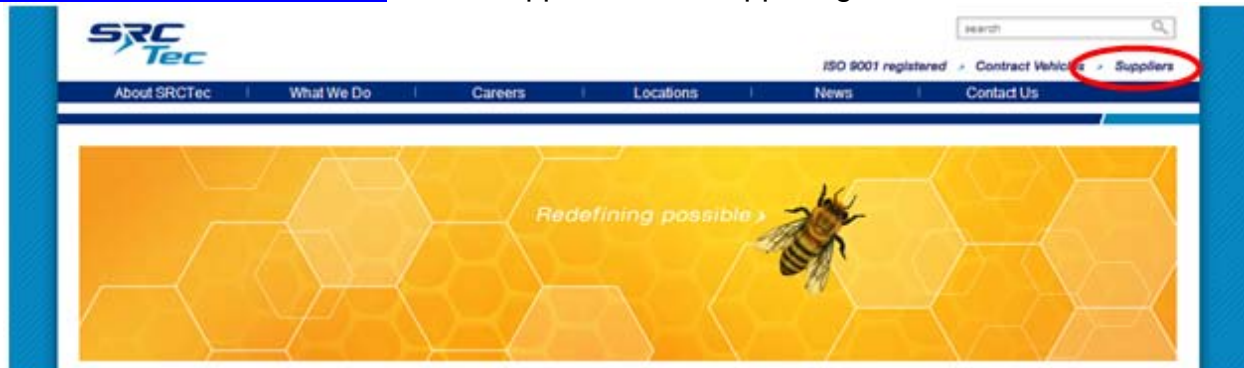 SRC
Tec
search
ISO 9001 registered › Contract Vehicles › Suppliers
About SRCTec | What We Do | Careers | Locations | News | Contact Us
Redefining possible ›